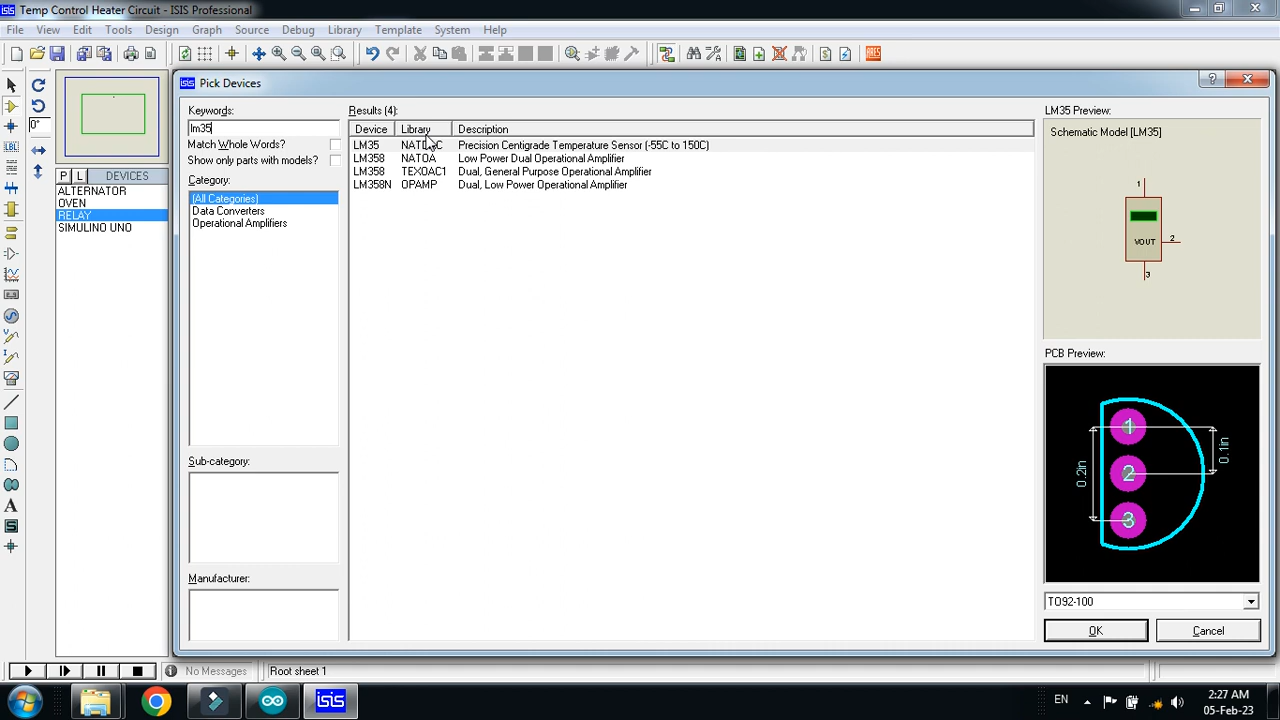 ISIS Temp Control Heater Circuit - ISIS Professional
File View Edit Tools Design Graph Source Debug Library Template System Help
ARES
isis Pick Devices
Keywords:
lm35
Match Whole Words?
Show only parts with models?
Category:
(All Categories)
Data Converters
Operational Amplifiers
Sub-category:
Manufacturer:
0°
LBL
P L DEVICES
ALTERNATOR
OVEN
RELAY
SIMULINO UNO
A
S
Results (4):
Device Library Description
LM35 Precision Centigrade Temperature Sensor (-55C to 150C)
LM358 NATOA Low Power Dual Operational Amplifier
LM358 TEXOAC1 Dual, General Purpose Operational Amplifier
LM358N OPAMP Dual, Low Power Operational Amplifier
LM35 Preview:
Schematic Model [LM35]
1
VOUT
2
3
PCB Preview:
1
2
3
0.2in
0.1in
TO92-100
OK Cancel
No Messages Root sheet 1
isis
EN
2:27 AM
05-Feb-23